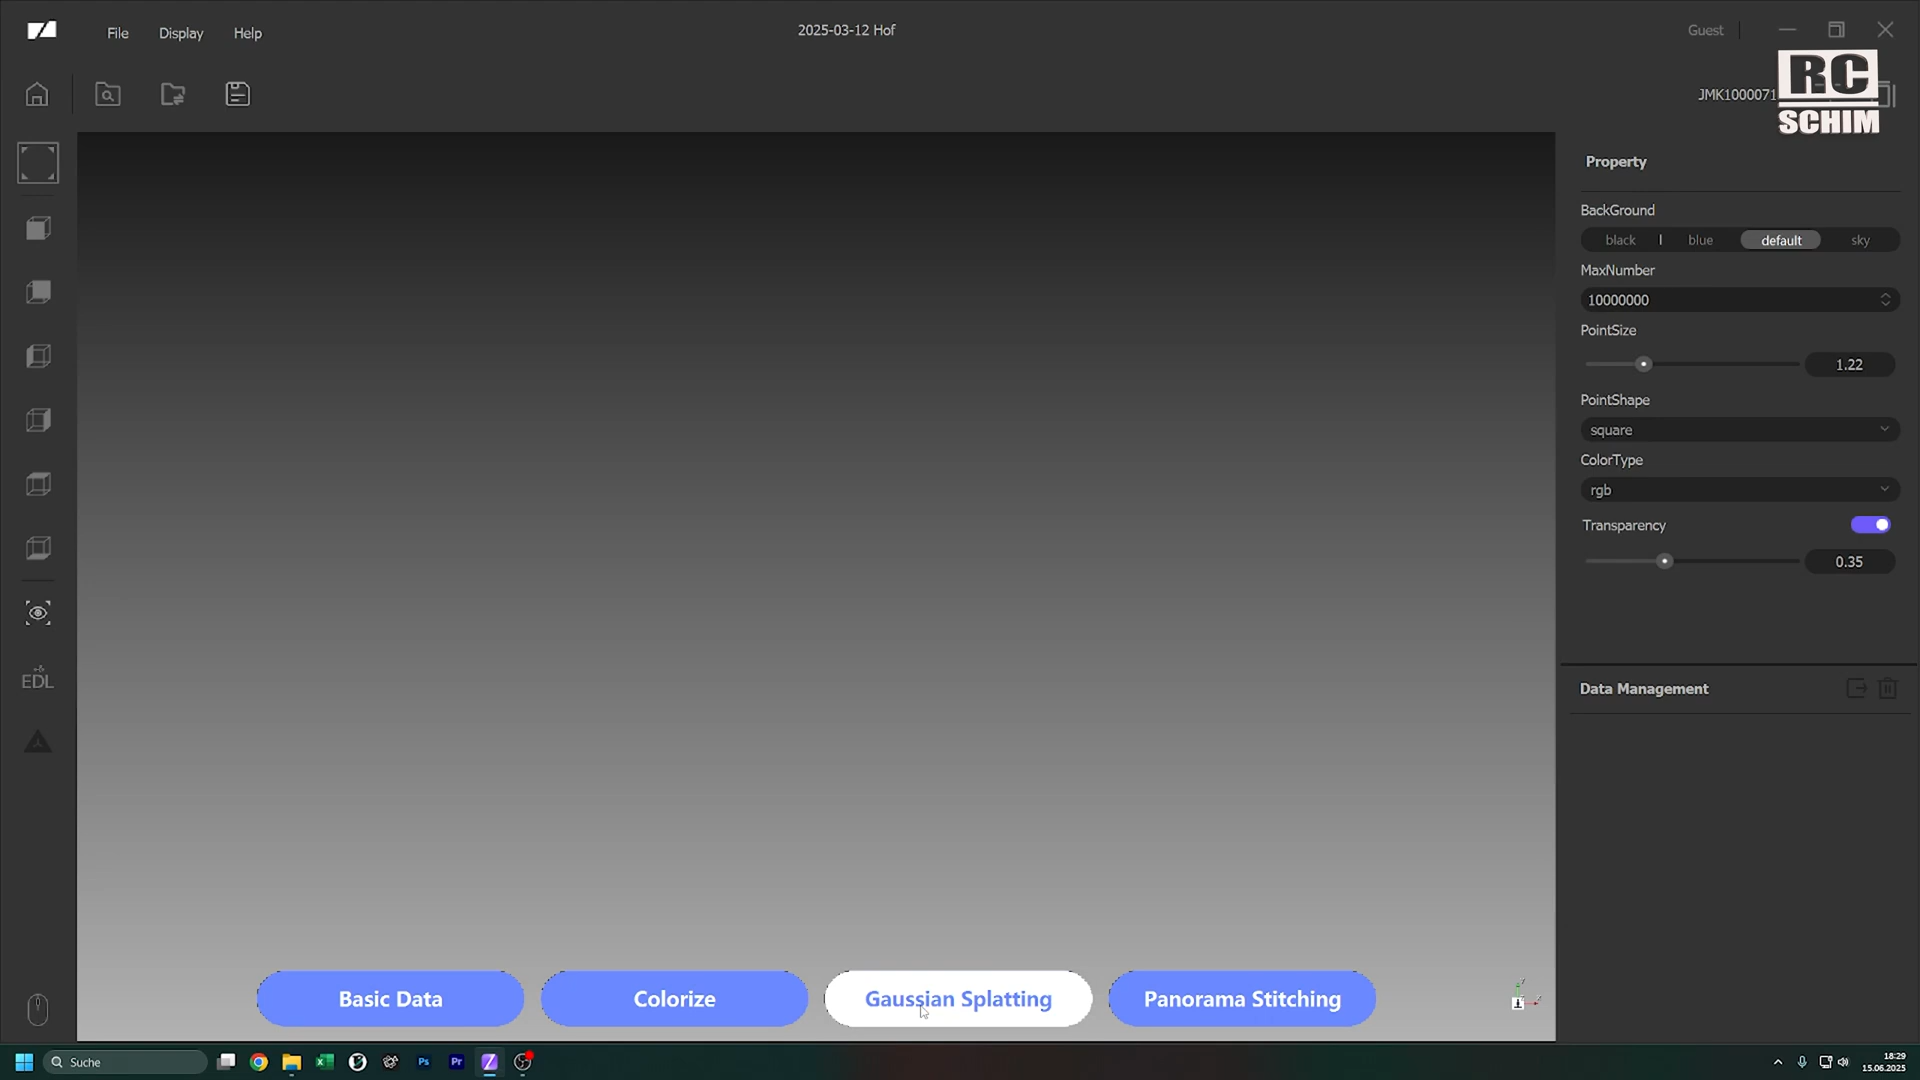 File Display Help
2025-03-12 Hof
Guest
JMK1000071
RC
SCHIM
Property
BackGround
black blue default sky
MaxNumber
10000000
PointSize
1.22
PointShape
square
ColorType
rgb
Transparency
0.35
EDL
Data Management
Basic Data
Colorize
Gaussian Splatting
Panorama Stitching
Suche
Ps
Pr
18:29
15.06.2025